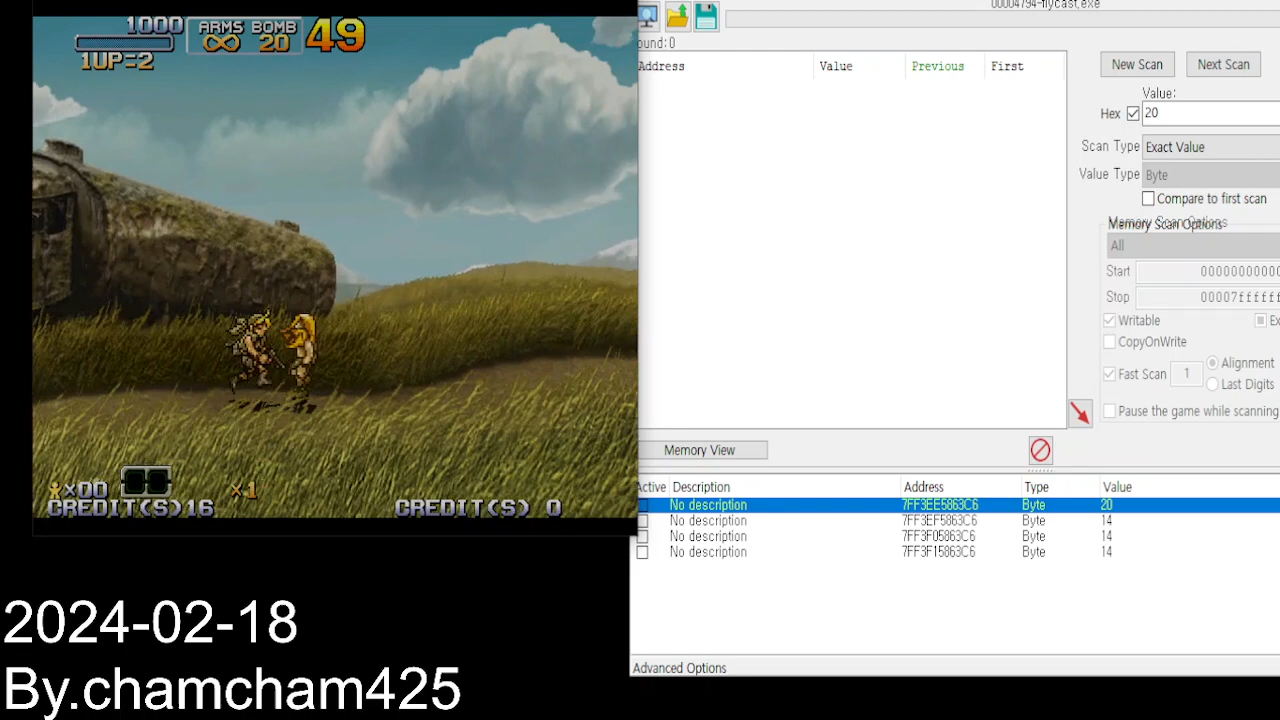 1000
1UP=2
ARMS BOMB
∞ 20
49
×00
×1
CREDIT(S)16
CREDIT(S) 0
00004794-flycast.exe
ound:0
Address Value Previous First
New Scan Next Scan
Value:
Hex 20
Scan Type Exact Value
Value Type Byte
Compare to first scan
Memory Scan Options
All
Start 00000000000
Stop 00007ffffff
Writable Ex
CopyOnWrite
Fast Scan 1 Alignment
Last Digits
Pause the game while scanning
Memory View
Active Description Address Type Value
No description 7FF3EE5863C6 Byte 20
No description 7FF3EF5863C6 Byte 14
No description 7FF3F05863C6 Byte 14
No description 7FF3F15863C6 Byte 14
Advanced Options
2024-02-18
By.chamcham425